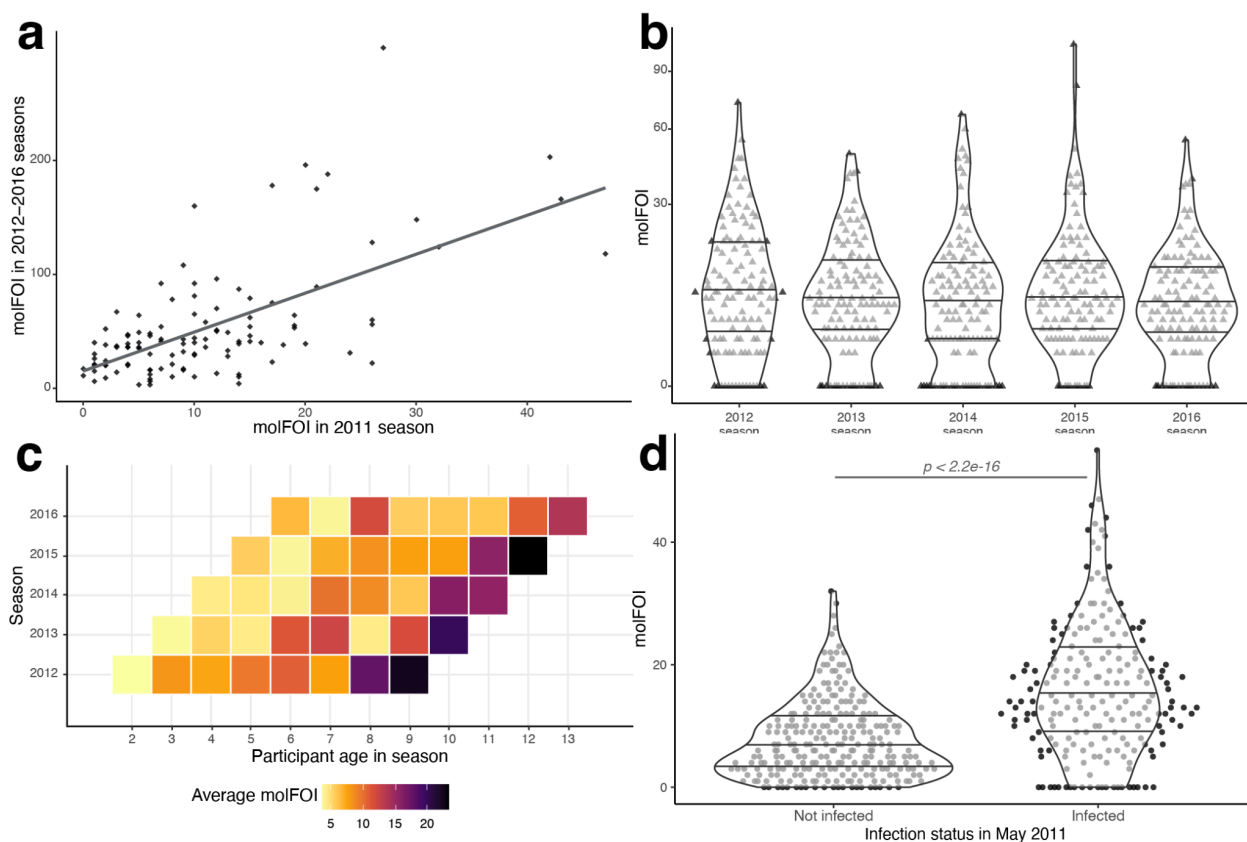 a
molFOI in 2012–2016 seasons
200
100
0
0
10
20
30
40
molFOI in 2011 season
b
molFOI
90
60
30
0
2012
season
2013
season
2014
season
2015
season
2016
season
c
Season
2016
2015
2014
2013
2012
2
3
4
5
6
7
8
9
10
11
12
13
Participant age in season
Average molFOI
5
10
15
20
d
p < 2.2e-16
molFOI
40
20
0
Not infected
Infected
Infection status in May 2011